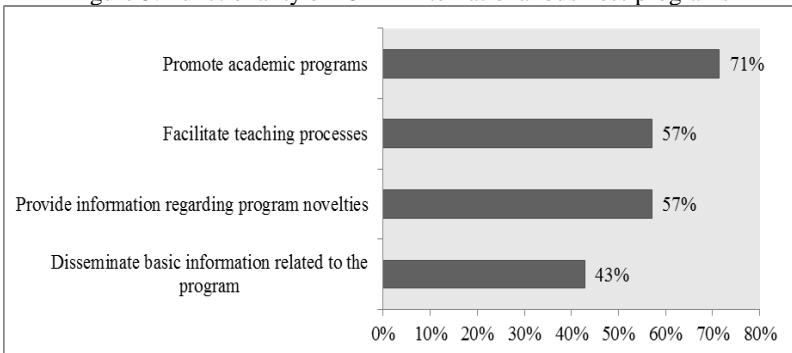 Promote academic programs
71%
Facilitate teaching processes
57%
Provide information regarding program novelties
57%
Disseminate basic information related to the
program
43%
0% 10% 20% 30% 40% 50% 60% 70% 80%